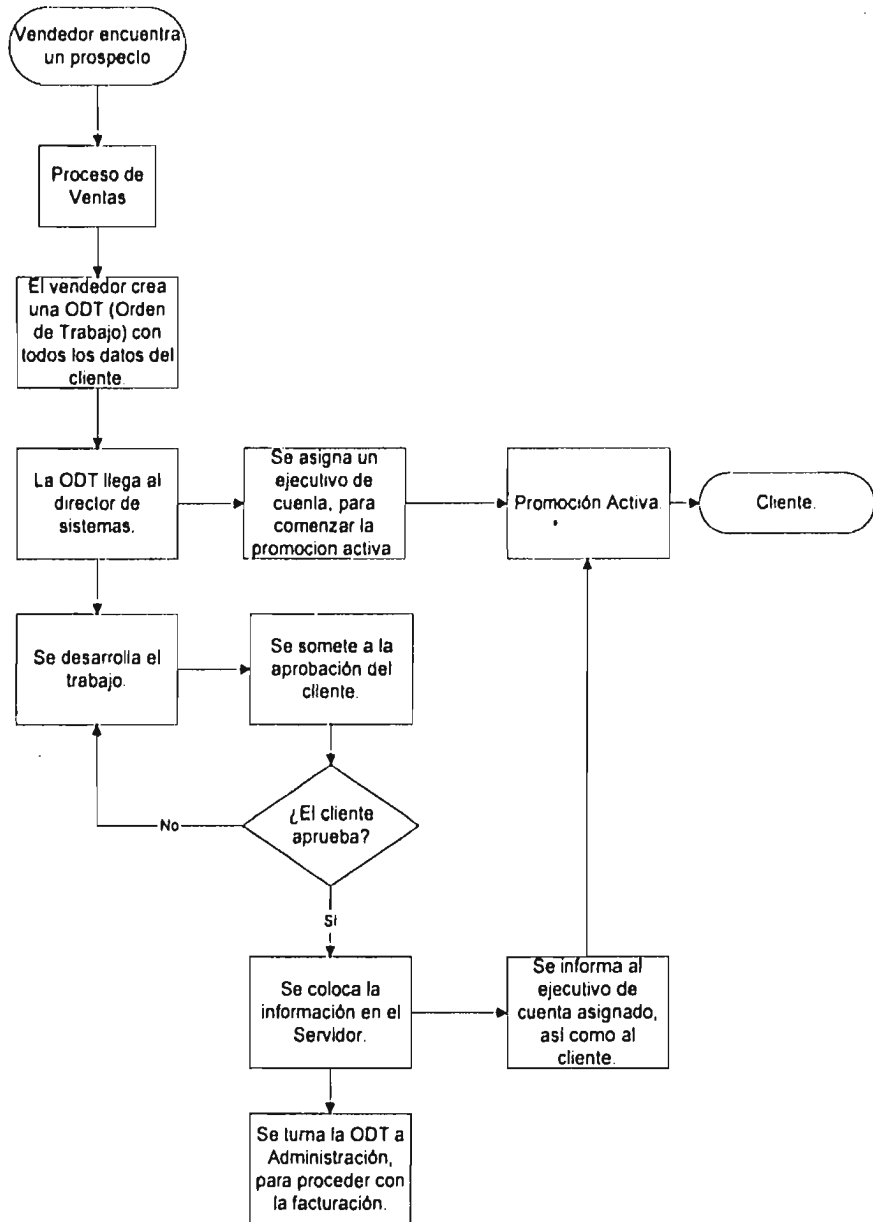 Vendedor encuentra
un prospecto
Proceso de
Ventas
El vendedor crea
una ODT (Orden
de Trabajo) con
todos los datos del
cliente.
La ODT llega al
director de
sistemas.
Se asigna un
ejecutivo de
cuenta, para
comenzar la
promocion activa
Promoción Activa.
Cliente.
Se desarrolla el
trabajo.
Se somete a la
aprobación del
cliente.
¿El cliente
aprueba?
No
Si
Se coloca la
información en el
Servidor.
Se informa al
ejecutivo de
cuenta asignado,
así como al
cliente.
Se turna la ODT a
Administración,
para proceder con
la facturación.